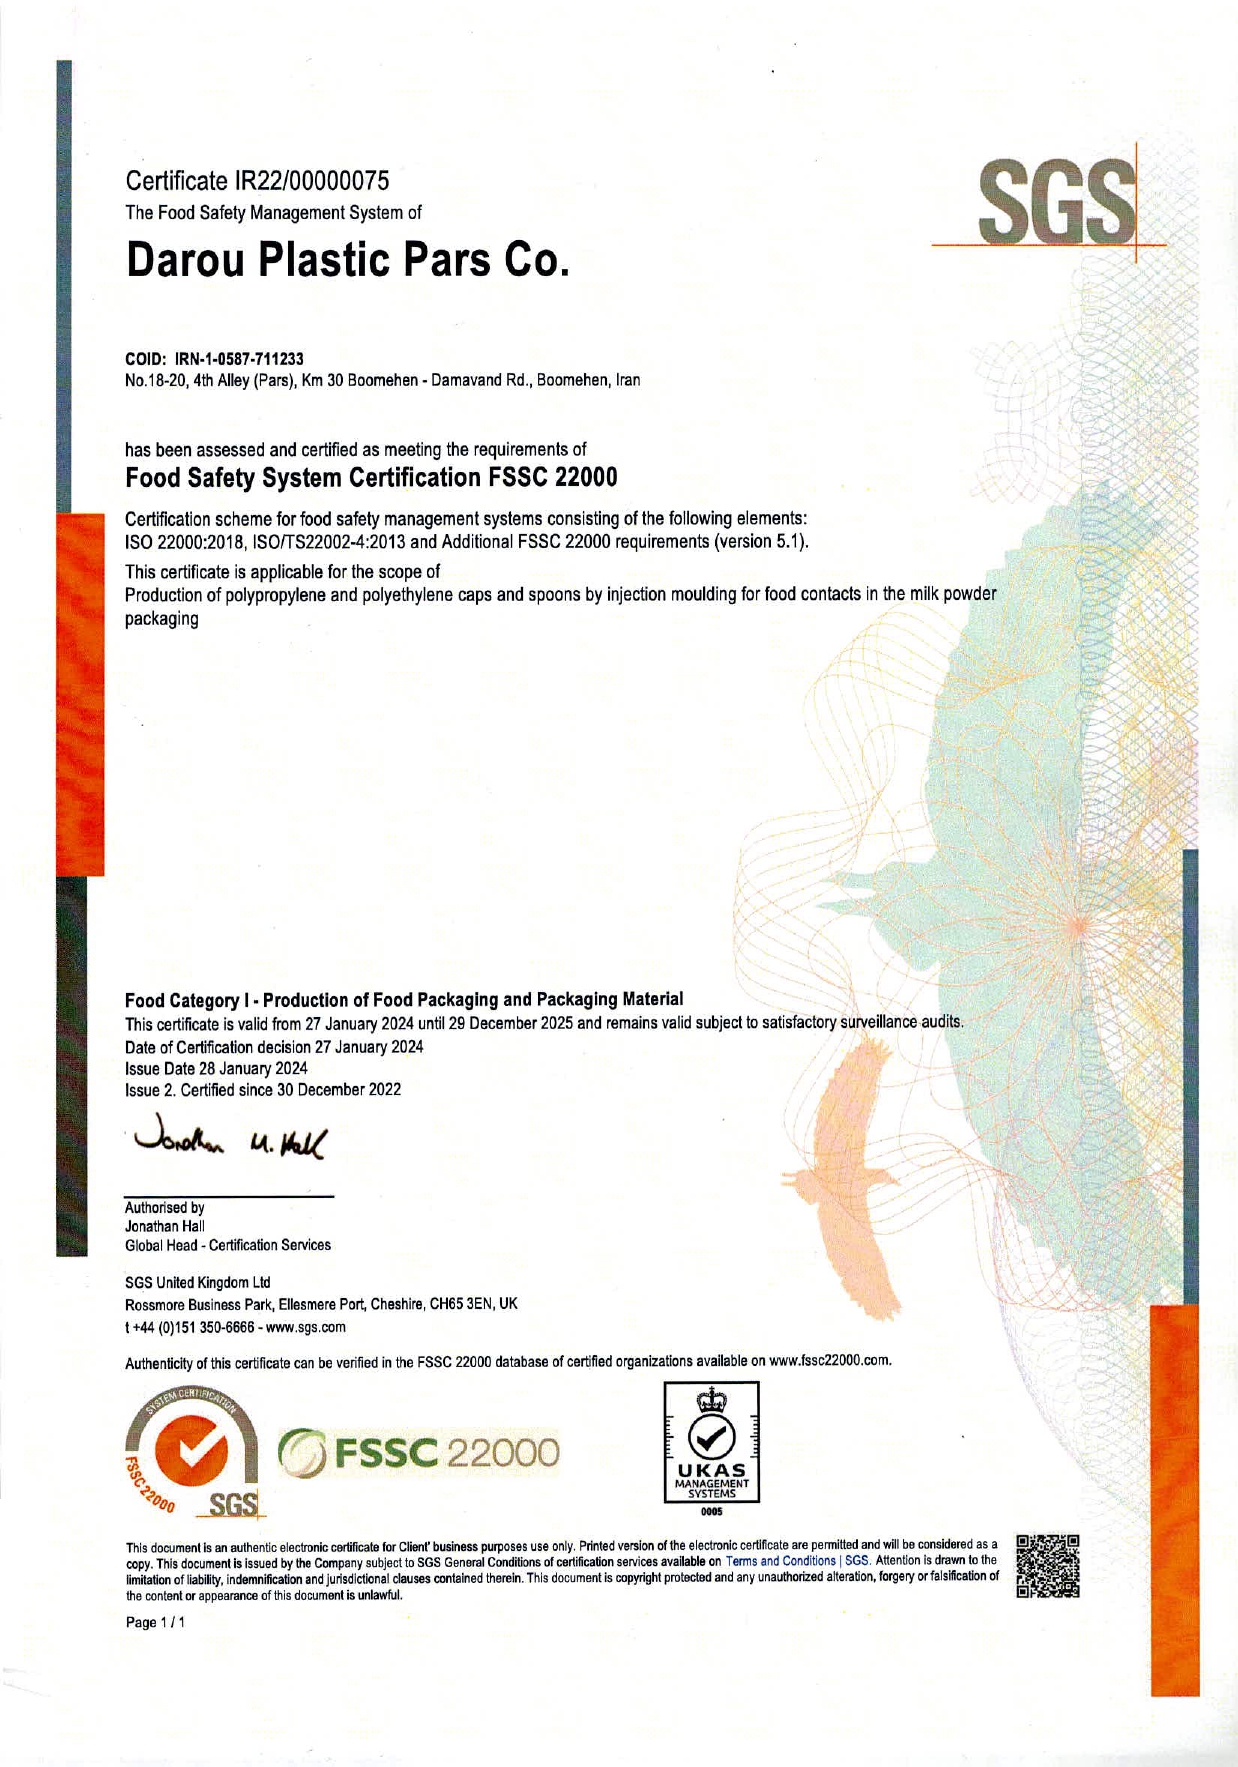 SGS
Certificate IR22/00000075
The Food Safety Management System of
Darou Plastic Pars Co.
COID: IRN-1-0587-711233
No.18-20, 4th Alley (Pars), Km 30 Boomehen - Damavand Rd., Boomehen, Iran
has been assessed and certified as meeting the requirements of
Food Safety System Certification FSSC 22000
Certification scheme for food safety management systems consisting of the following elements:
ISO 22000:2018, ISO/TS22002-4:2013 and Additional FSSC 22000 requirements (version 5.1).
This certificate is applicable for the scope of
Production of polypropylene and polyethylene caps and spoons by injection moulding for food contacts in the milk powder
packaging
Food Category I - Production of Food Packaging and Packaging Material
This certificate is valid from 27 January 2024 until 29 December 2025 and remains valid subject to satisfactory surveillance audits.
Date of Certification decision 27 January 2024
Issue Date 28 January 2024
Issue 2. Certified since 30 December 2022
Jonathan M. Hall
Authorised by
Jonathan Hall
Global Head - Certification Services
SGS United Kingdom Ltd
Rossmore Business Park, Ellesmere Port, Cheshire, CH65 3EN, UK
t +44 (0)151 350-6666 - www.sgs.com
Authenticity of this certificate can be verified in the FSSC 22000 database of certified organizations available on www.fssc22000.com.
SYSTEM CERTIFICATION
FSSC22000
SGS
FSSC 22000
UKAS
MANAGEMENT
SYSTEMS
0005
This document is an authentic electronic certificate for Client' business purposes use only. Printed version of the electronic certificate are permitted and will be considered as a
copy. This document is issued by the Company subject to SGS General Conditions of certification services available on Terms and Conditions | SGS. Attention is drawn to the
limitation of liability, indemnification and jurisdictional clauses contained therein. This document is copyright protected and any unauthorized alteration, forgery or falsification of
the content or appearance of this document is unlawful.
Page 1 / 1